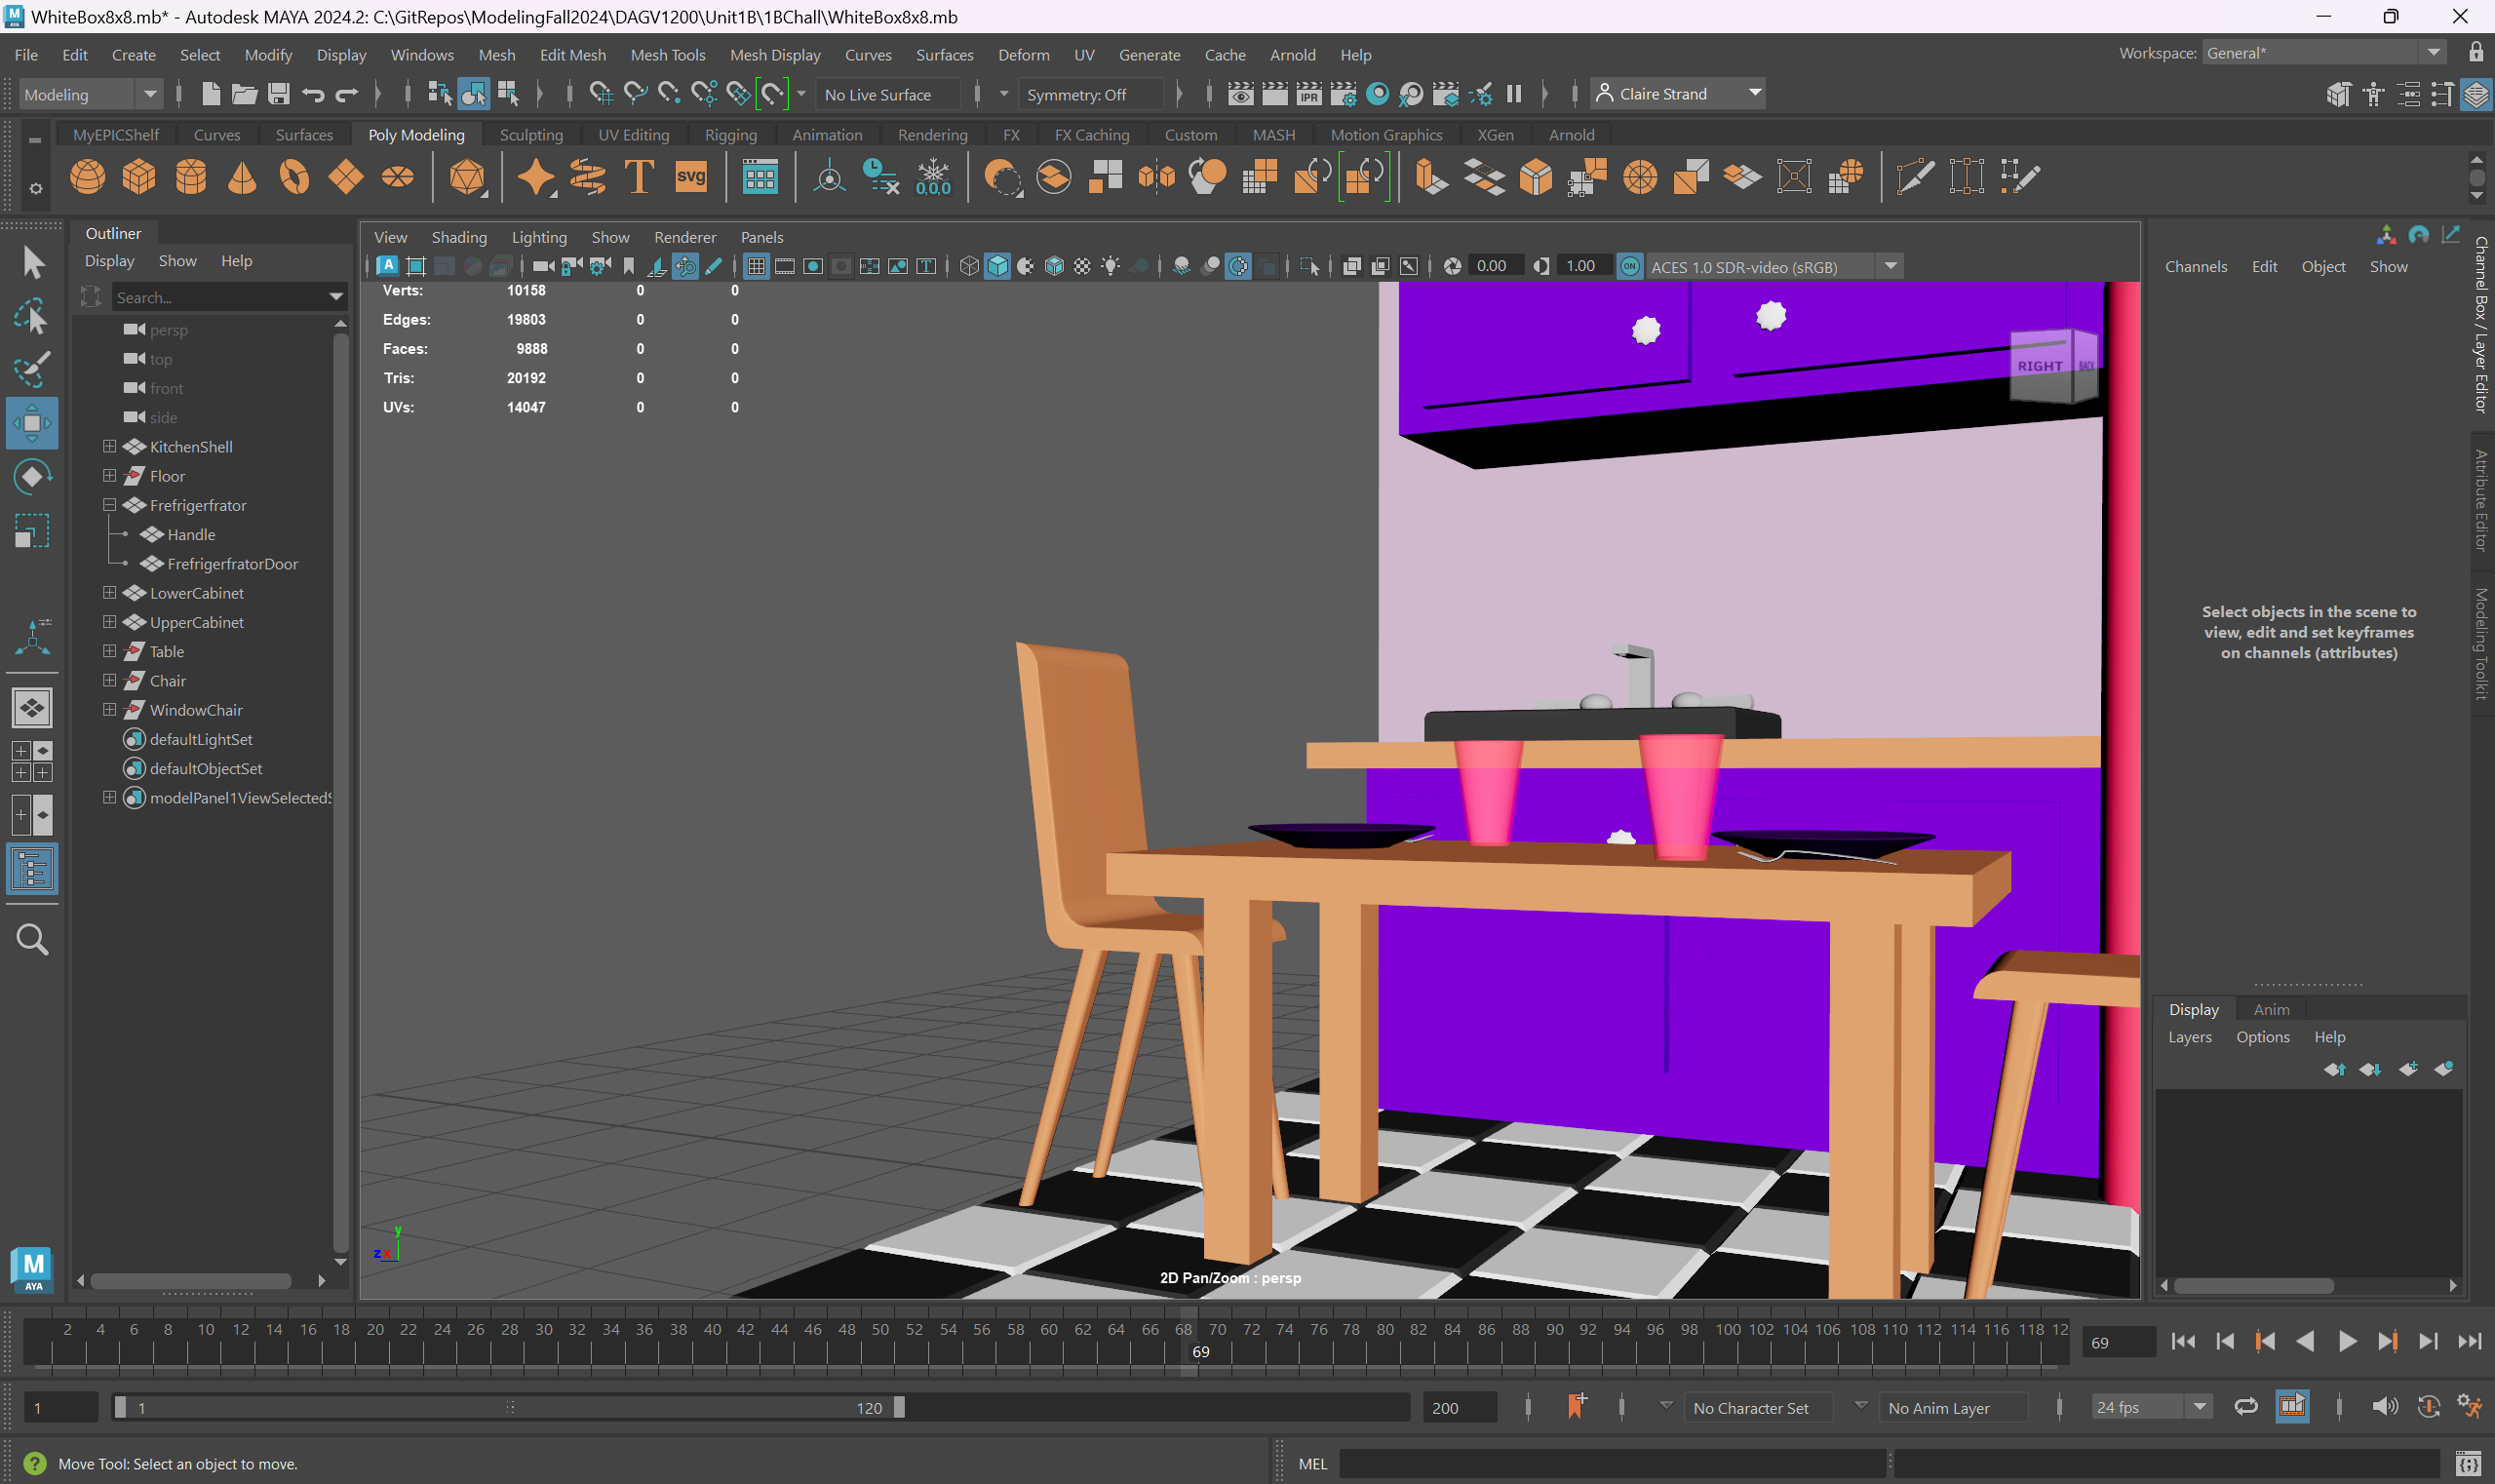 WhiteBox8x8.mb* - Autodesk MAYA 2024.2: C:\GitRepos\ModelingFall2024\DAGV1200\Unit1B\1BChall\WhiteBox8x8.mb
File Edit Create Select Modify Display Windows Mesh Edit Mesh Mesh Tools Mesh Display Curves Surfaces Deform UV Generate Cache Arnold Help
Workspace: General*
Modeling
No Live Surface
Symmetry: Off
IPR
Claire Strand
MyEPICShelf Curves Surfaces Poly Modeling Sculpting UV Editing Rigging Animation Rendering FX FX Caching Custom MASH Motion Graphics XGen Arnold
svg
0,0,0
Outliner
Display Show Help
Search...
persp
top
front
side
KitchenShell
Floor
Frefrigerfrator
Handle
FrefrigerfratorDoor
LowerCabinet
UpperCabinet
Table
Chair
WindowChair
defaultLightSet
defaultObjectSet
modelPanel1ViewSelected
View Shading Lighting Show Renderer Panels
0.00
1.00
ON
ACES 1.0 SDR-video (sRGB)
Verts: 10158 0 0
Edges: 19803 0 0
Faces: 9888 0 0
Tris: 20192 0 0
UVs: 14047 0 0
RIGHT
BACK
y
z x
2D Pan/Zoom : persp
Channels Edit Object Show
Select objects in the scene to
view, edit and set keyframes
on channels (attributes)
Channel Box / Layer Editor
Attribute Editor
Modeling Toolkit
Display Anim
Layers Options Help
M
AYA
2 4 6 8 10 12 14 16 18 20 22 24 26 28 30 32 34 36 38 40 42 44 46 48 50 52 54 56 58 60 62 64 66 68 70 72 74 76 78 80 82 84 86 88 90 92 94 96 98 100 102 104 106 108 110 112 114 116 118 12
69
69
1
1
120
200
No Character Set
No Anim Layer
24 fps
Move Tool: Select an object to move.
MEL